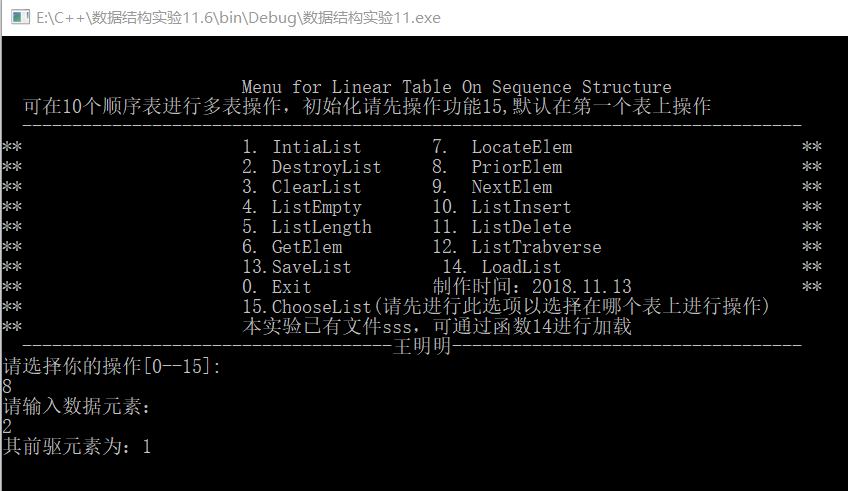 E:\C++\数据结构实验11.6\bin\Debug\数据结构实验11.exe
Menu for Linear Table On Sequence Structure
可在10个顺序表进行多表操作，初始化请先操作功能15,默认在第一个表上操作
------------------------------------------------------------------------------
** 1. IntiaList 7. LocateElem **
** 2. DestroyList 8. PriorElem **
** 3. ClearList 9. NextElem **
** 4. ListEmpty 10. ListInsert **
** 5. ListLength 11. ListDelete **
** 6. GetElem 12. ListTrabverse **
** 13.SaveList 14. LoadList **
** 0. Exit 制作时间：2018.11.13 **
** 15.ChooseList(请先进行此选项以选择在哪个表上进行操作)
** 本实验已有文件sss，可通过函数14进行加载
-------------------------------------王明明-----------------------------------
请选择你的操作[0--15]:
8
请输入数据元素：
2
其前驱元素为：1